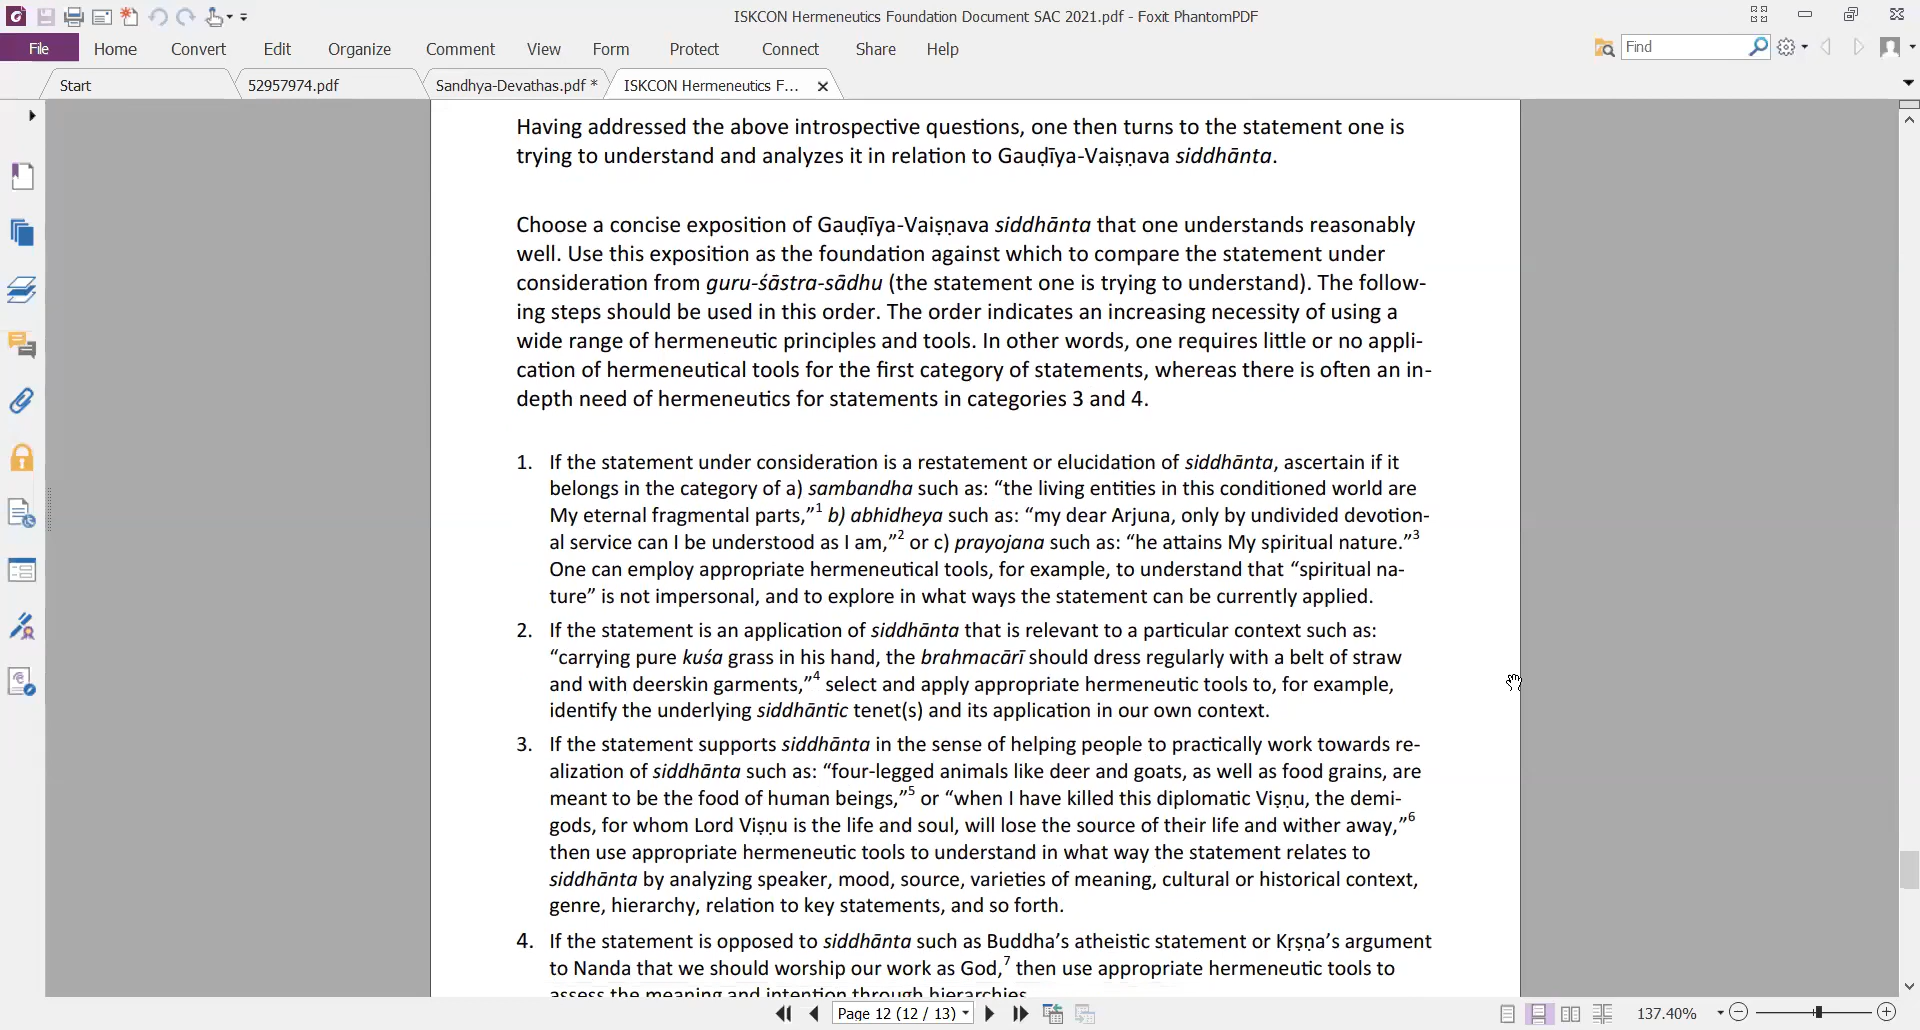 ISKCON Hermeneutics Foundation Document SAC 2021.pdf - Foxit PhantomPDF
File Home Convert Edit Organize Comment View Form Protect Connect Share Help Find
Start 52957974.pdf Sandhya-Devathas.pdf * ISKCON Hermeneutics F...
Having addressed the above introspective questions, one then turns to the statement one is
trying to understand and analyzes it in relation to Gauḍīya-Vaiṣṇava siddhānta.
Choose a concise exposition of Gauḍīya-Vaiṣṇava siddhānta that one understands reasonably
well. Use this exposition as the foundation against which to compare the statement under
consideration from guru-śāstra-sādhu (the statement one is trying to understand). The follow-
ing steps should be used in this order. The order indicates an increasing necessity of using a
wide range of hermeneutic principles and tools. In other words, one requires little or no appli-
cation of hermeneutical tools for the first category of statements, whereas there is often an in-
depth need of hermeneutics for statements in categories 3 and 4.
1. If the statement under consideration is a restatement or elucidation of siddhānta, ascertain if it
belongs in the category of a) sambandha such as: “the living entities in this conditioned world are
My eternal fragmental parts,”1 b) abhidheya such as: “my dear Arjuna, only by undivided devotion-
al service can I be understood as I am,”2 or c) prayojana such as: “he attains My spiritual nature.”3
One can employ appropriate hermeneutical tools, for example, to understand that “spiritual na-
ture” is not impersonal, and to explore in what ways the statement can be currently applied.
2. If the statement is an application of siddhānta that is relevant to a particular context such as:
“carrying pure kuśa grass in his hand, the brahmacārī should dress regularly with a belt of straw
and with deerskin garments,”4 select and apply appropriate hermeneutic tools to, for example,
identify the underlying siddhāntic tenet(s) and its application in our own context.
3. If the statement supports siddhānta in the sense of helping people to practically work towards re-
alization of siddhānta such as: “four-legged animals like deer and goats, as well as food grains, are
meant to be the food of human beings,”5 or “when I have killed this diplomatic Viṣṇu, the demi-
gods, for whom Lord Viṣṇu is the life and soul, will lose the source of their life and wither away,”6
then use appropriate hermeneutic tools to understand in what way the statement relates to
siddhānta by analyzing speaker, mood, source, varieties of meaning, cultural or historical context,
genre, hierarchy, relation to key statements, and so forth.
4. If the statement is opposed to siddhānta such as Buddha’s atheistic statement or Kṛṣṇa’s argument
to Nanda that we should worship our work as God,7 then use appropriate hermeneutic tools to
assess the meaning and intention through hierarchies
Page 12 (12 / 13) 137.40%